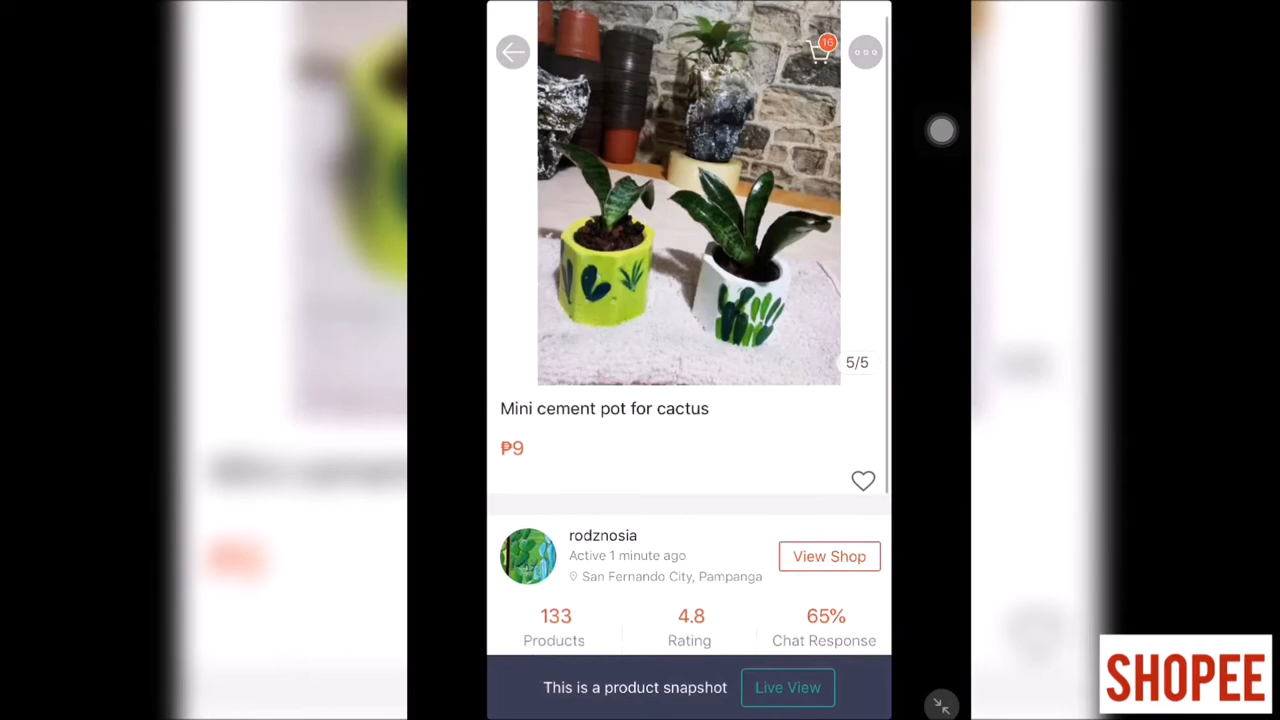 16
5/5
Mini cement pot for cactus
₱9
rodznosia
Active 1 minute ago
San Fernando City, Pampanga
View Shop
133
4.8
65%
Products
Rating
Chat Response
This is a product snapshot
Live View
SHOPEE